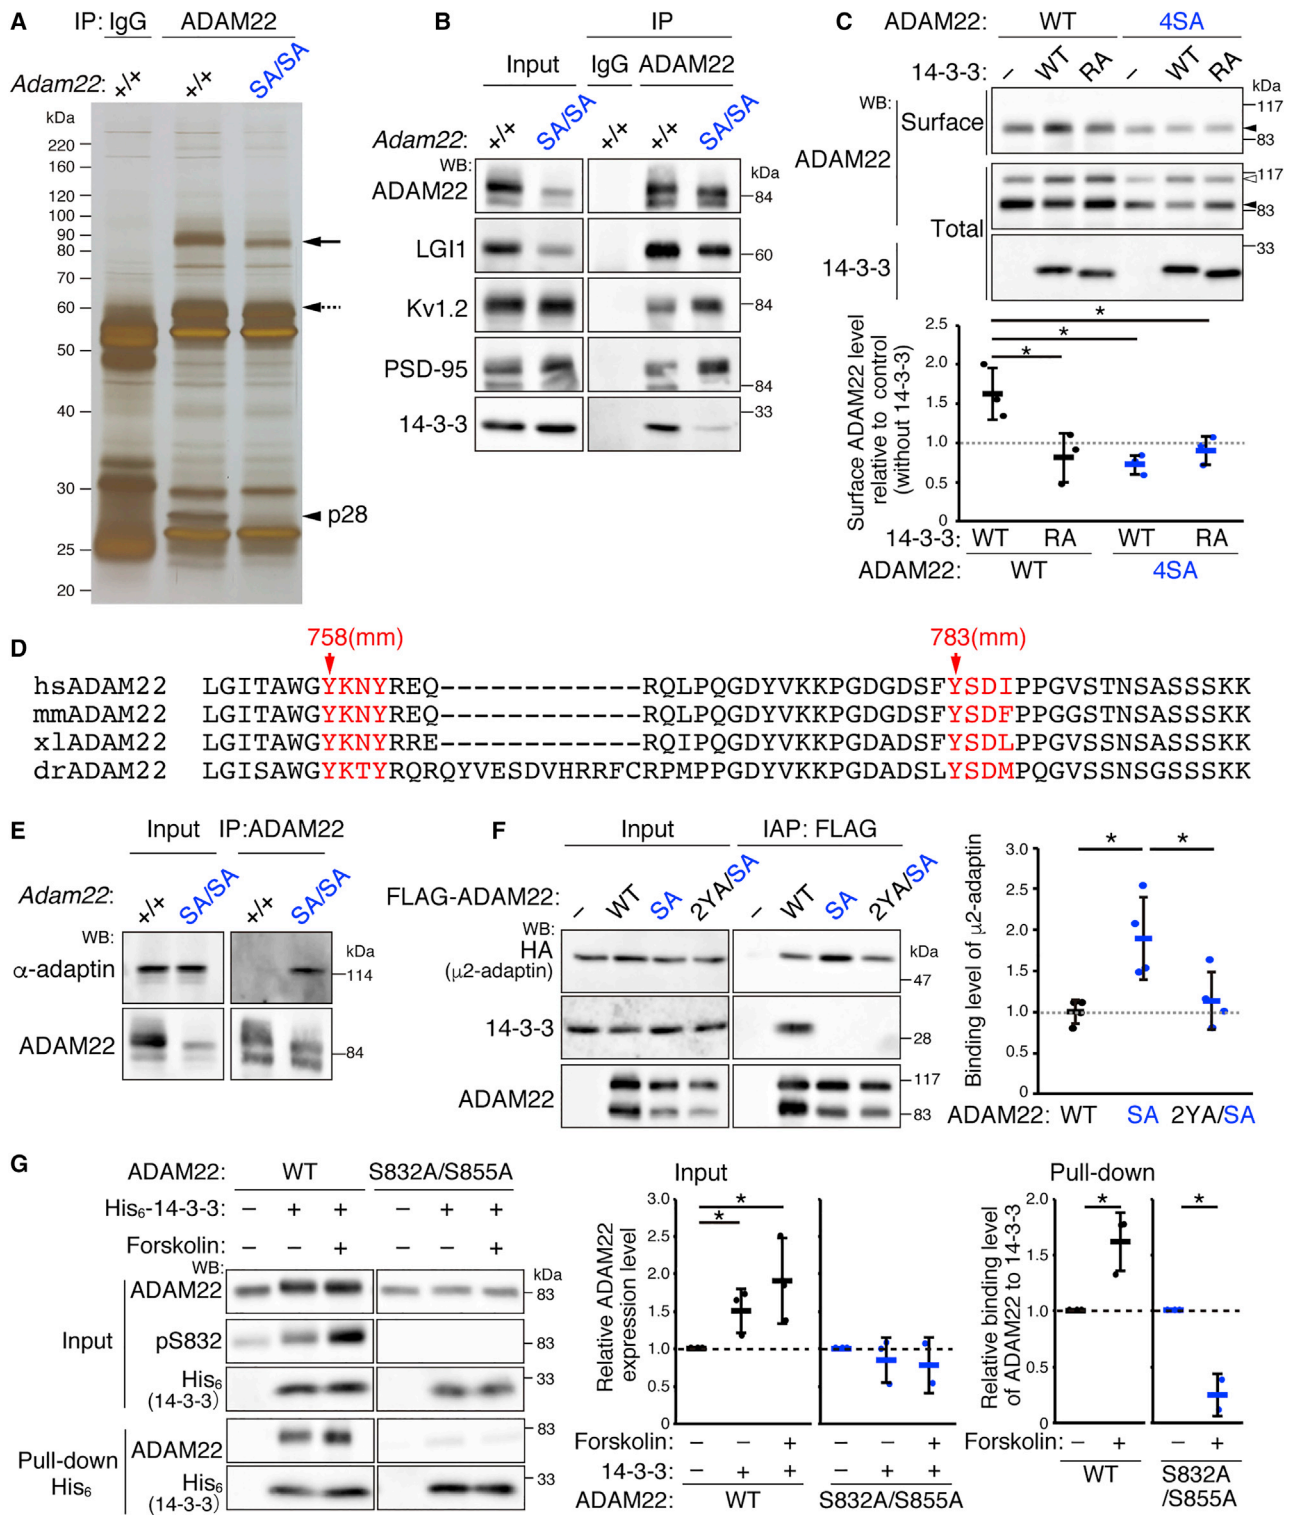 A
IP: IgG ADAM22
Adam22: +/+ +/+ SA/SA
kDa
220
160
120
100
90
80
70
60
50
40
30
25
20
p28
B
IP
Input IgG ADAM22
Adam22: +/+ SA/SA +/+ +/+ SA/SA
WB:
kDa
ADAM22
84
LGI1
60
Kv1.2
84
PSD-95
84
14-3-3
33
C
ADAM22: WT 4SA
14-3-3: – WT RA – WT RA
WB:
kDa
Surface
117
83
ADAM22
117
83
Total
14-3-3
33
Surface ADAM22 level
relative to control
(without 14-3-3)
2.5
2.0
1.5
1.0
0.5
0
* * *
14-3-3: WT RA WT RA
ADAM22: WT 4SA
D
758(mm) 783(mm)
hsADAM22 LGITAWGYKNYREQ------------RQLPQGDYVKKPGDGDSFYSDIPPGVSTNSASSSKK
mmADAM22 LGITAWGYKNYREQ------------RQLPQGDYVKKPGDGDSFYSDFPPGGSTNSASSSKK
xlADAM22 LGITAWGYKNYRRE------------RQIPQGDYVKKPGDADSFYSDLPPGVSTNSASSSKK
drADAM22 LGISAWGYKTYRQRQYVESDVHRRFCRPMPPGDYVKKPGDADSLYSDMPQGVSSNSGSSSKK
E
Input IP:ADAM22
Adam22: +/+ SA/SA +/+ SA/SA
WB:
kDa
α-adaptin
114
ADAM22
84
F
Input IAP: FLAG
FLAG-ADAM22: – WT SA 2YA/SA – WT SA 2YA/SA
WB:
HA
(μ2-adaptin)
kDa
47
14-3-3
28
ADAM22
117
83
Binding level of μ2-adaptin
3.0
2.5
2.0
1.5
1.0
0.5
0
* *
ADAM22: WT SA 2YA/SA
G
ADAM22: WT S832A/S855A
His6-14-3-3: – + + – + +
Forskolin: – – + – – +
WB:
kDa
Input
ADAM22
83
pS832
83
His6
(14-3-3)
33
Pull-down
His6
ADAM22
83
His6
(14-3-3)
33
Input
Relative ADAM22
expression level
3.0
2.5
2.0
1.5
1.0
0.5
0
* *
Forskolin: – – + – – +
14-3-3: – + + – + +
ADAM22: WT S832A/S855A
Pull-down
Relative binding level
of ADAM22 to 14-3-3
2.0
1.5
1.0
0.5
0
* *
Forskolin: – + – +
WT S832A
/S855A